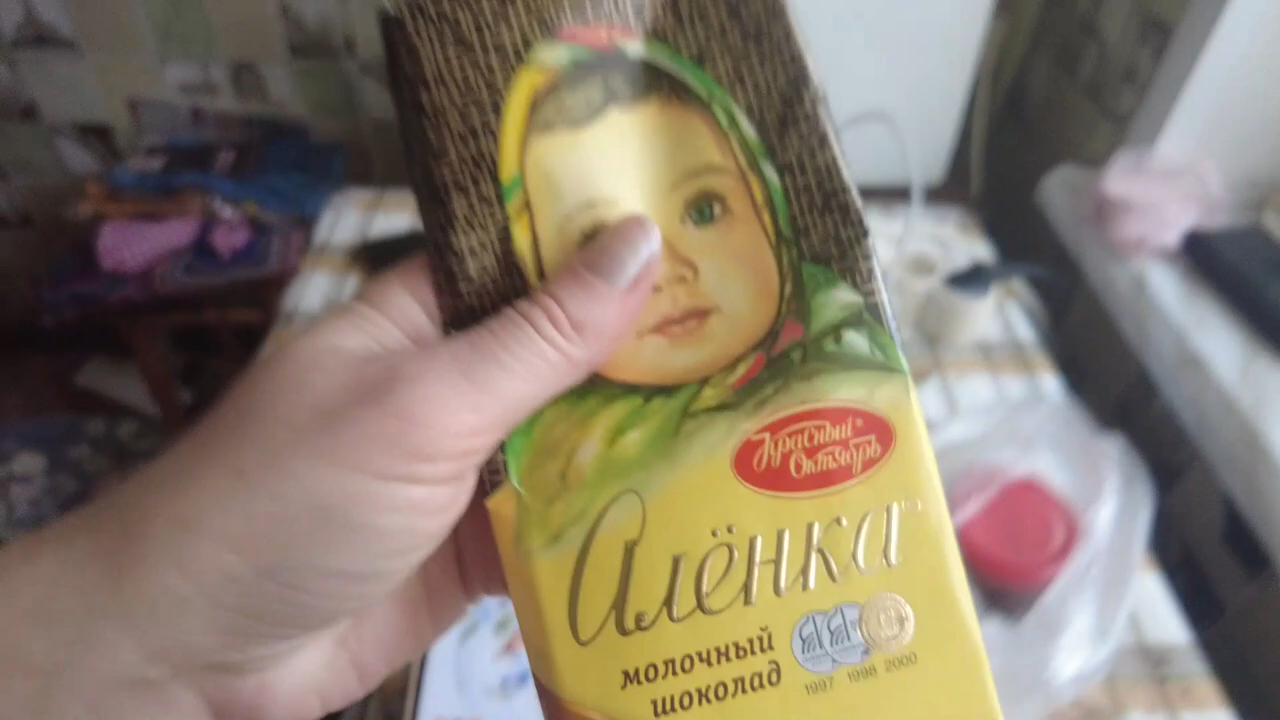 Красный
Октябрь
Алёнка
молочный
шоколад
1997 1998 2000